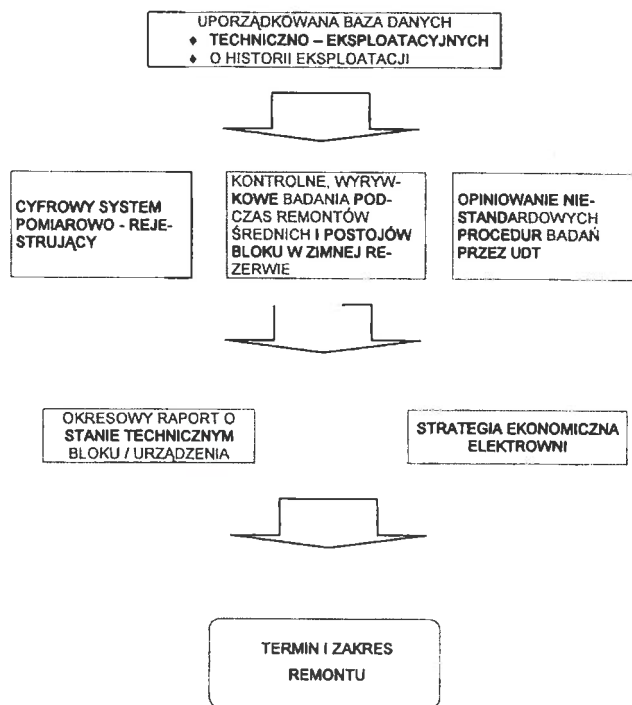 UPORZĄDKOWANA BAZA DANYCH
♦ TECHNICZNO – EKSPLOATACYJNYCH
♦ O HISTORII EKSPLOATACJI
CYFROWY SYSTEM
POMIAROWO - REJE-
STRUJĄCY
KONTROLNE, WYRYW-
KOWE BADANIA POD-
CZAS REMONTÓW
ŚREDNICH I POSTOJÓW
BLOKU W ZIMNEJ RE-
ZERWIE
OPINIOWANIE NIE-
STANDARDOWYCH
PROCEDUR BADAŃ
PRZEZ UDT
OKRESOWY RAPORT O
STANIE TECHNICZNYM
BLOKU / URZĄDZENIA
STRATEGIA EKONOMICZNA
ELEKTROWNI
TERMIN I ZAKRES
REMONTU